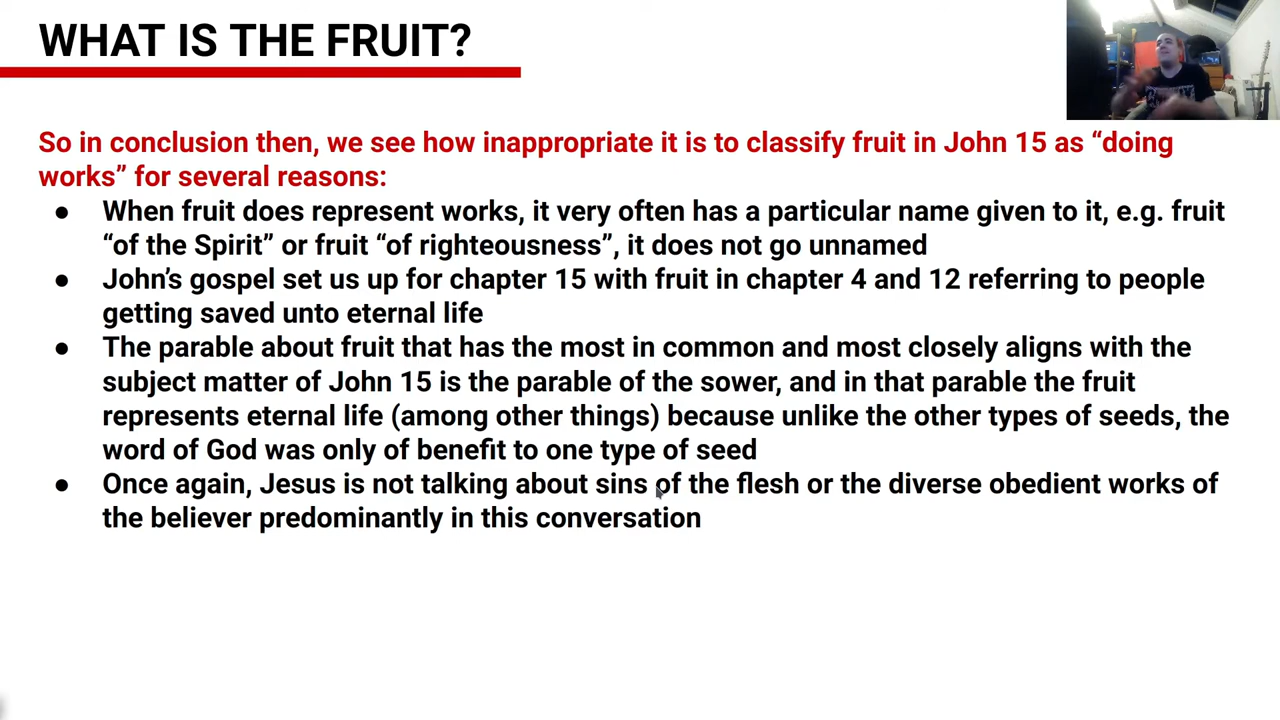 WHAT IS THE FRUIT?
So in conclusion then, we see how inappropriate it is to classify fruit in John 15 as “doing
works” for several reasons:
● When fruit does represent works, it very often has a particular name given to it, e.g. fruit
“of the Spirit” or fruit “of righteousness”, it does not go unnamed
● John’s gospel set us up for chapter 15 with fruit in chapter 4 and 12 referring to people
getting saved unto eternal life
● The parable about fruit that has the most in common and most closely aligns with the
subject matter of John 15 is the parable of the sower, and in that parable the fruit
represents eternal life (among other things) because unlike the other types of seeds, the
word of God was only of benefit to one type of seed
● Once again, Jesus is not talking about sins of the flesh or the diverse obedient works of
the believer predominantly in this conversation